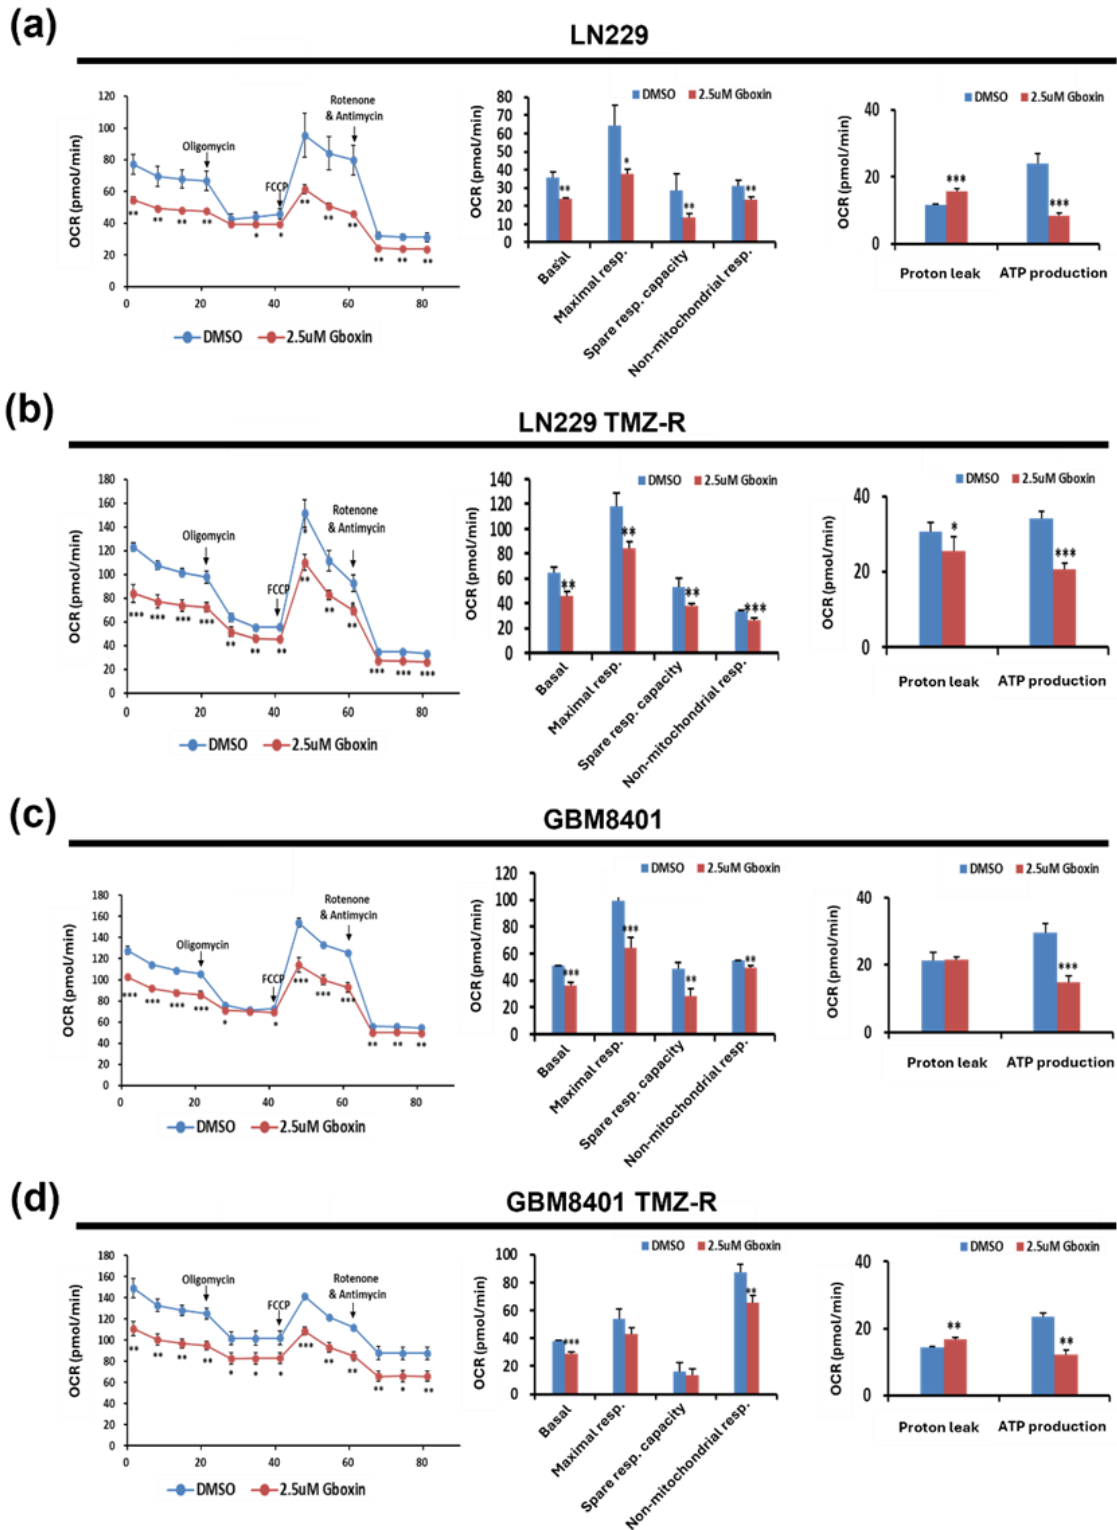 (a)
LN229
OCR (pmol/min)
120
100
80
60
40
20
0
Oligomycin
FCCP
Rotenone
& Antimycin
** ** ** ** * * ** ** ** ** ** **
0 20 40 60 80
DMSO 2.5uM Gboxin
OCR (pmol/min)
DMSO 2.5uM Gboxin
80
70
60
50
40
30
20
10
0
** * ** **
Basal
Maximal resp.
Spare resp. capacity
Non-mitochondrial resp.
OCR (pmol/min)
DMSO 2.5uM Gboxin
40
20
0
*** ***
Proton leak ATP production
(b)
LN229 TMZ-R
OCR (pmol/min)
180
160
140
120
100
80
60
40
20
0
Oligomycin
FCCP
Rotenone
& Antimycin
*** *** *** *** ** ** ** ** ** ** *** *** ***
0 20 40 60 80
DMSO 2.5uM Gboxin
OCR (pmol/min)
DMSO 2.5uM Gboxin
140
120
100
80
60
40
20
0
** ** ** ***
Basal
Maximal resp.
Spare resp. capacity
Non-mitochondrial resp.
OCR (pmol/min)
DMSO 2.5uM Gboxin
40
20
0
* ***
Proton leak ATP production
(c)
GBM8401
OCR (pmol/min)
180
160
140
120
100
80
60
40
20
0
Oligomycin
FCCP
Rotenone
& Antimycin
*** *** *** *** * * *** *** *** ** ** **
0 20 40 60 80
DMSO 2.5uM Gboxin
OCR (pmol/min)
DMSO 2.5uM Gboxin
120
100
80
60
40
20
0
*** *** ** **
Basal
Maximal resp.
Spare resp. capacity
Non-mitochondrial resp.
OCR (pmol/min)
DMSO 2.5uM Gboxin
40
20
0
***
Proton leak ATP production
(d)
GBM8401 TMZ-R
OCR (pmol/min)
180
160
140
120
100
80
60
40
20
0
Oligomycin
FCCP
Rotenone
& Antimycin
** ** ** ** * * * *** ** ** ** * **
0 20 40 60 80
DMSO 2.5uM Gboxin
OCR (pmol/min)
DMSO 2.5uM Gboxin
100
80
60
40
20
0
*** **
Basal
Maximal resp.
Spare resp. capacity
Non-mitochondrial resp.
OCR (pmol/min)
DMSO 2.5uM Gboxin
40
20
0
** **
Proton leak ATP production